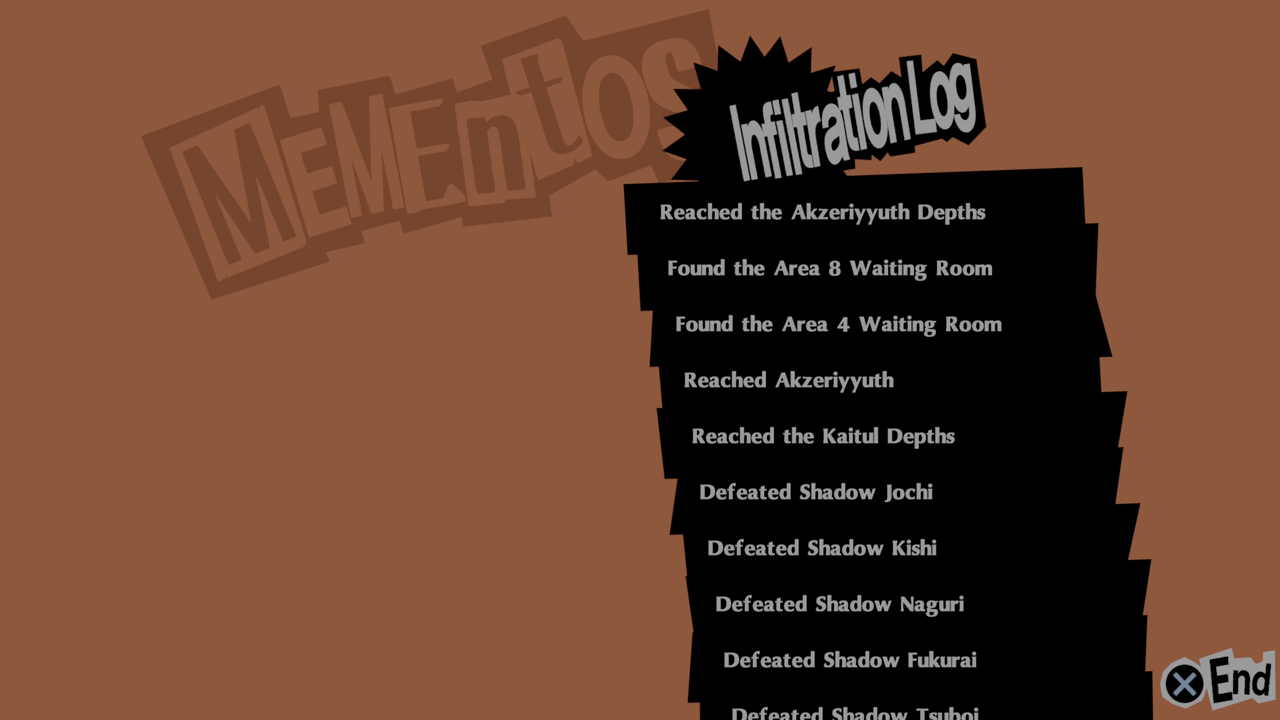 MEMEntos
Infiltration Log
Reached the Akzeriyyuth Depths
Found the Area 8 Waiting Room
Found the Area 4 Waiting Room
Reached Akzeriyyuth
Reached the Kaitul Depths
Defeated Shadow Jochi
Defeated Shadow Kishi
Defeated Shadow Naguri
Defeated Shadow Fukurai
Defeated Shadow Tsuboi
End